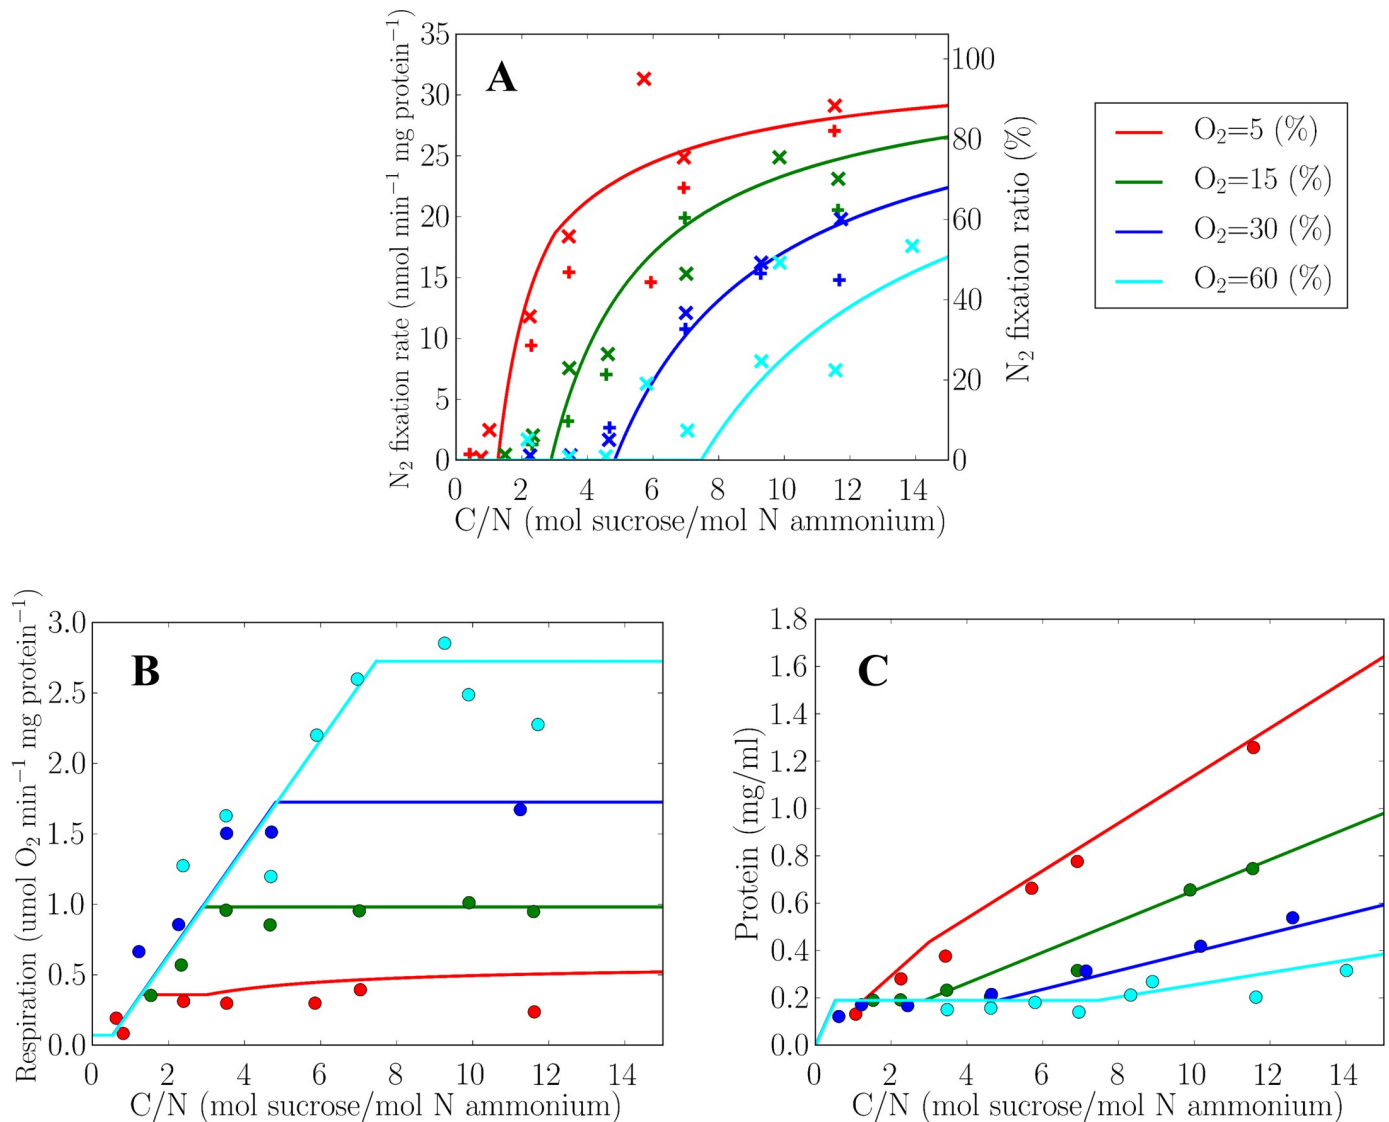 A
N₂ fixation rate (nmol min⁻¹ mg protein⁻¹)
35
30
25
20
15
10
5
0
0 2 4 6 8 10 12 14
C/N (mol sucrose/mol N ammonium)
100
80
60
40
20
0
N₂ fixation ratio (%)
O₂=5 (%)
O₂=15 (%)
O₂=30 (%)
O₂=60 (%)
B
Respiration (umol O₂ min⁻¹ mg protein⁻¹)
3.0
2.5
2.0
1.5
1.0
0.5
0.0
0 2 4 6 8 10 12 14
C/N (mol sucrose/mol N ammonium)
C
Protein (mg/ml)
1.8
1.6
1.4
1.2
1.0
0.8
0.6
0.4
0.2
0.0
0 2 4 6 8 10 12 14
C/N (mol sucrose/mol N ammonium)